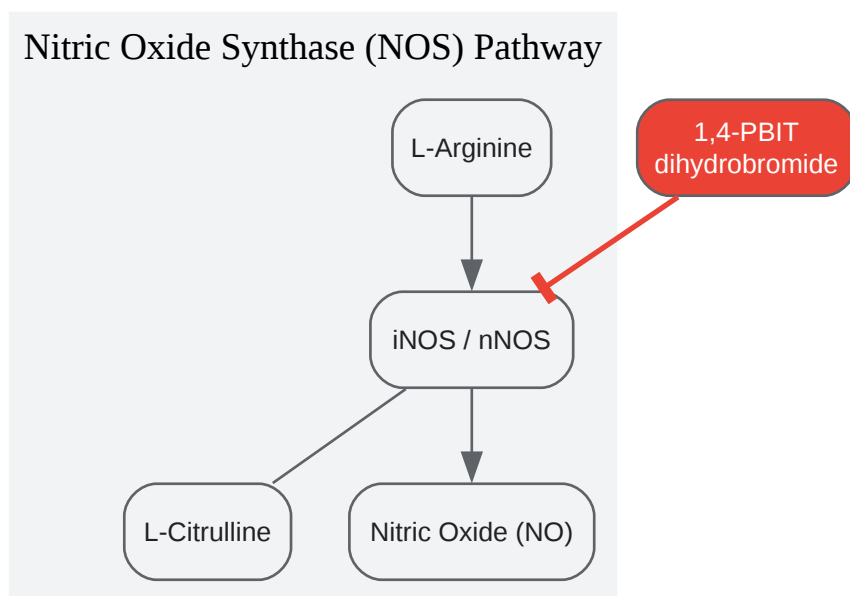 Nitric Oxide Synthase (NOS) Pathway
L-Arginine
1,4-PBIT
dihydrobromide
iNOS / nNOS
L-Citrulline
Nitric Oxide (NO)